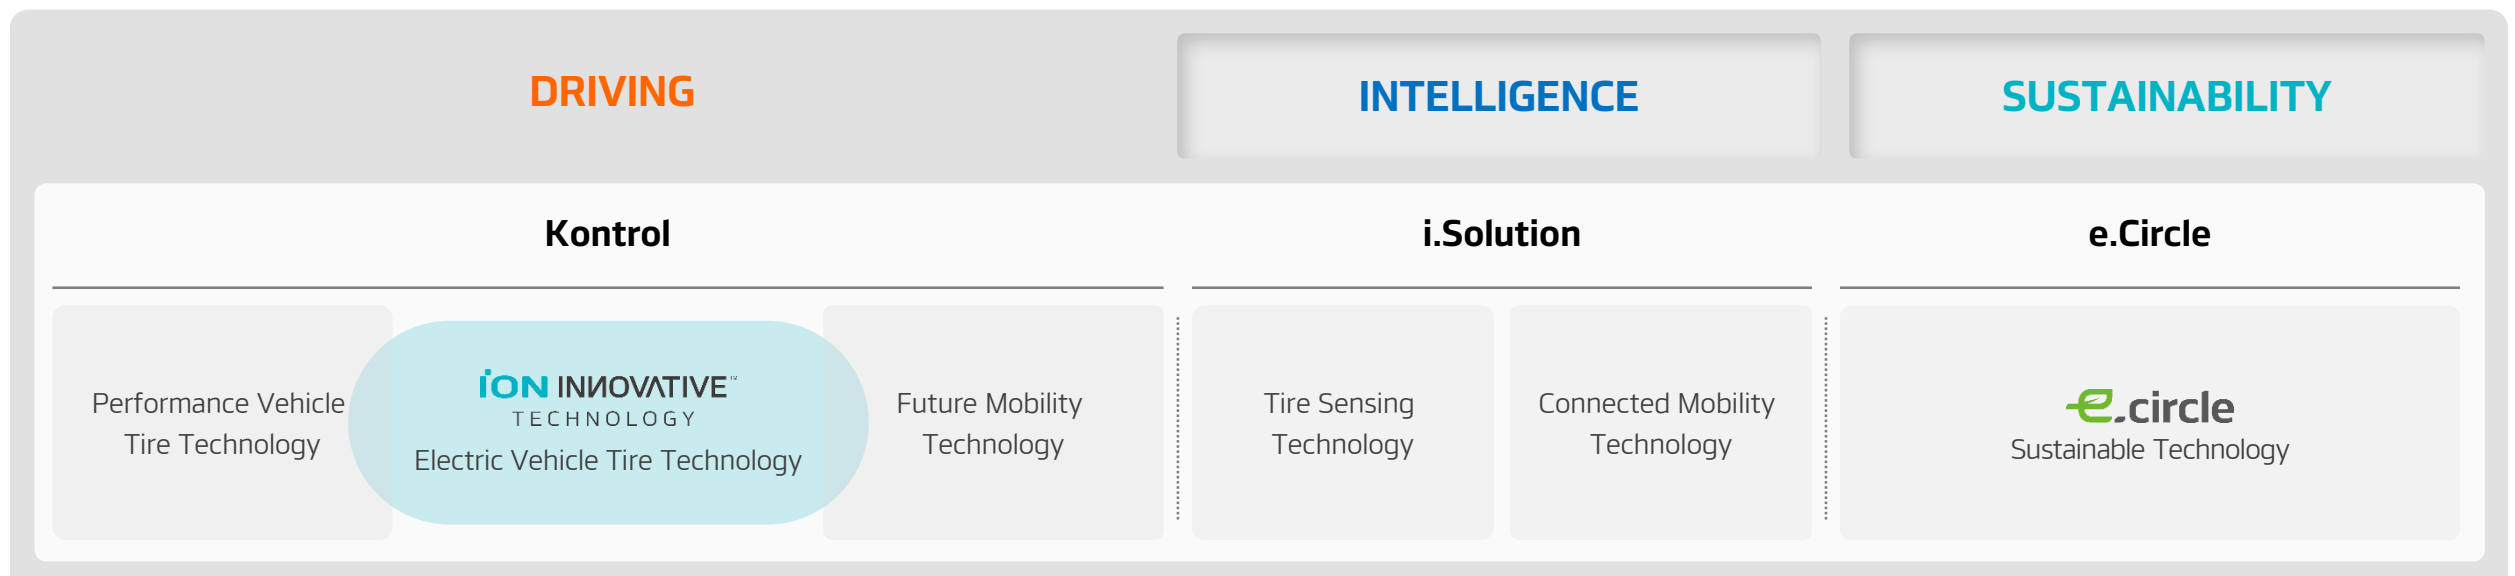 DRIVING
INTELLIGENCE
SUSTAINABILITY
Kontrol
i.Solution
e.Circle
Performance Vehicle
Tire Technology
iON INNOVATIVE™
TECHNOLOGY
Electric Vehicle Tire Technology
Future Mobility
Technology
Tire Sensing
Technology
Connected Mobility
Technology
e.circle
Sustainable Technology